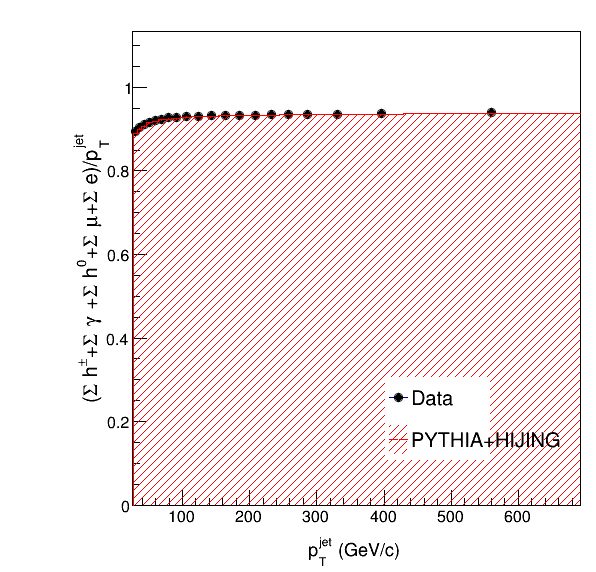 (Σ h±+Σ γ +Σ h0+Σ μ+Σ e)/pTjet
1
0.8
0.6
0.4
0.2
0
Data
PYTHIA+HIJING
100 200 300 400 500 600
pTjet (GeV/c)